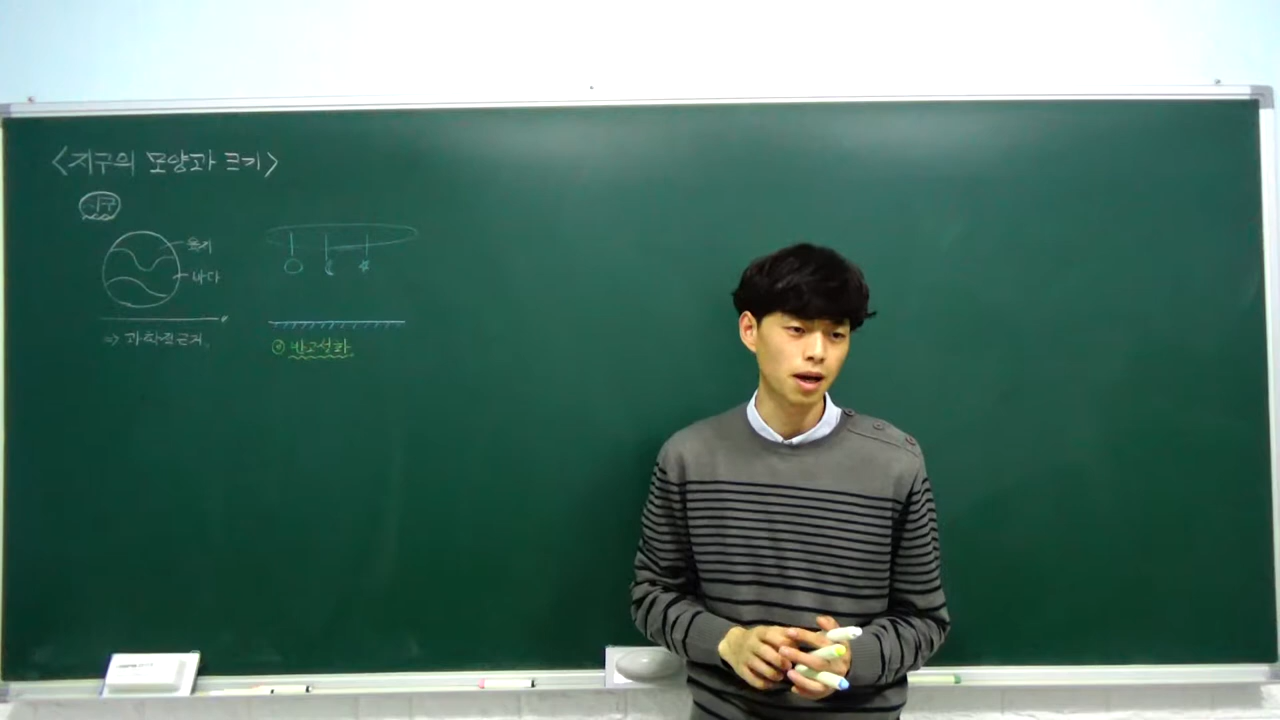 <지구의 모양과 크기>
지구
육지
바다
⇒ 과학적 근거.
반고설화